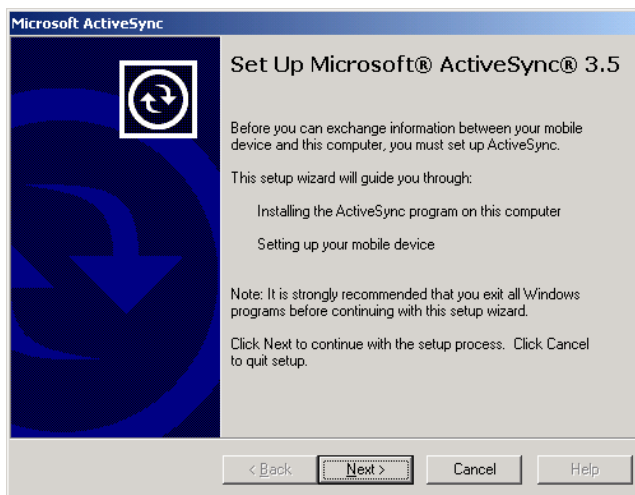 Microsoft ActiveSync
Set Up Microsoft® ActiveSync® 3.5
Before you can exchange information between your mobile
device and this computer, you must set up ActiveSync.
This setup wizard will guide you through:
Installing the ActiveSync program on this computer
Setting up your mobile device
Note: It is strongly recommended that you exit all Windows
programs before continuing with this setup wizard.
Click Next to continue with the setup process. Click Cancel
to quit setup.
< Back Next > Cancel Help